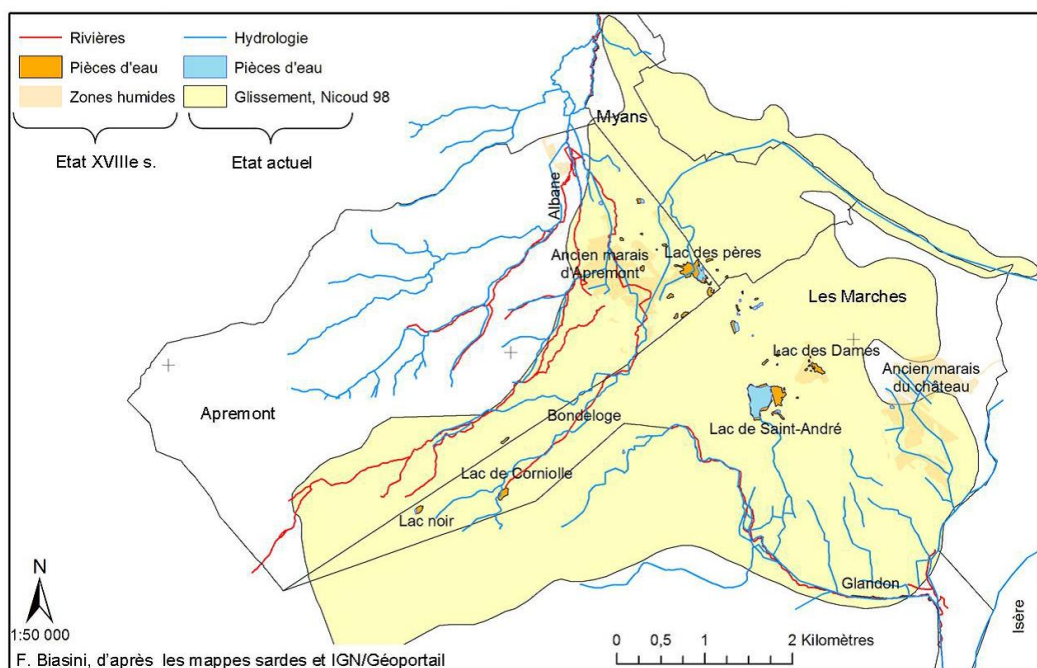 Rivières
Hydrologie
Pièces d'eau
Pièces d'eau
Zones humides
Glissement, Nicoud 98
Etat XVIIIe s.
Etat actuel
Myans
Albane
Ancien marais
d'Apremont
Lac des pères
Les Marches
Lac des Dames
Ancien marais
du château
Apremont
Bondeloge
Lac de Saint-André
Lac de Corniolle
Lac noir
Glandon
Isère
N
1:50 000
0 0,5 1 2 Kilomètres
F. Biasini, d'après les mappes sardes et IGN/Géoportail